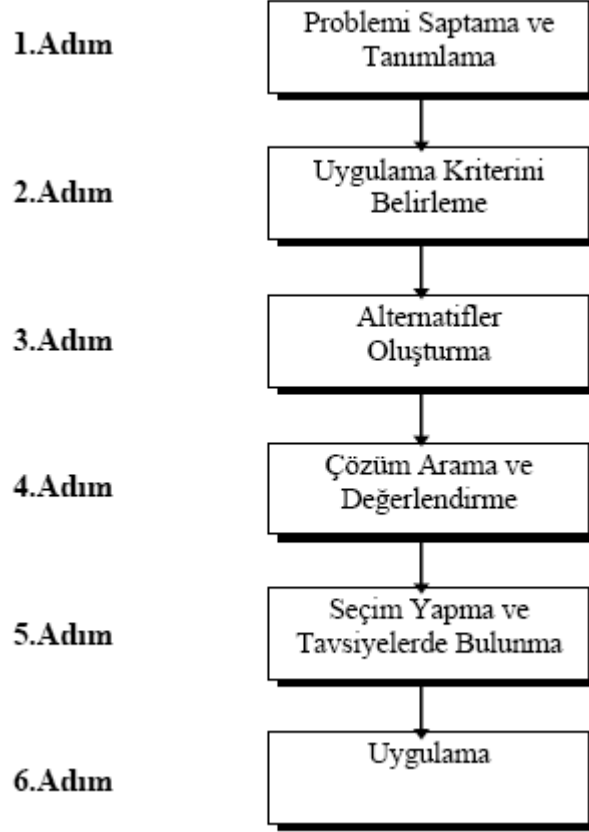 1.Adım
Problemi Saptama ve
Tanımlama
2.Adım
Uygulama Kriterini
Belirleme
3.Adım
Alternatifler
Oluşturma
4.Adım
Çözüm Arama ve
Değerlendirme
5.Adım
Seçim Yapma ve
Tavsiyelerde Bulunma
6.Adım
Uygulama